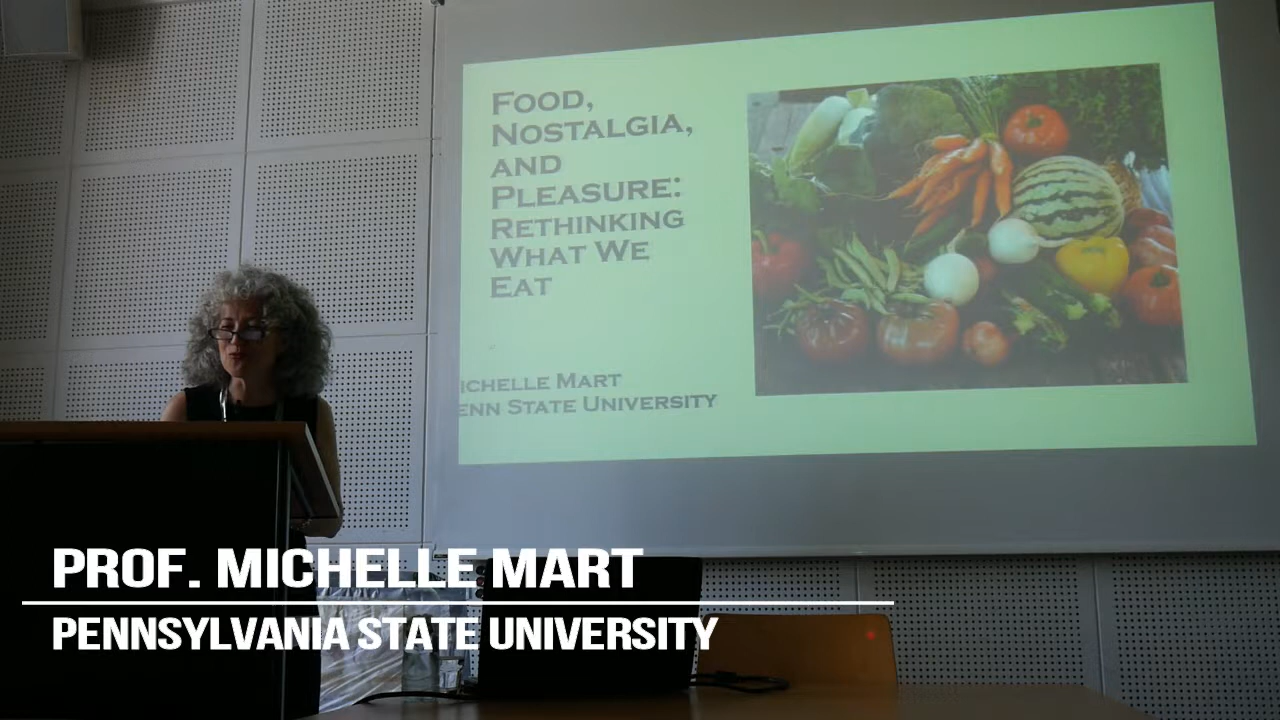 FOOD,
NOSTALGIA,
AND
PLEASURE:
RETHINKING
WHAT WE
EAT
ICHELLE MART
ENN STATE UNIVERSITY
PROF. MICHELLE MART
PENNSYLVANIA STATE UNIVERSITY